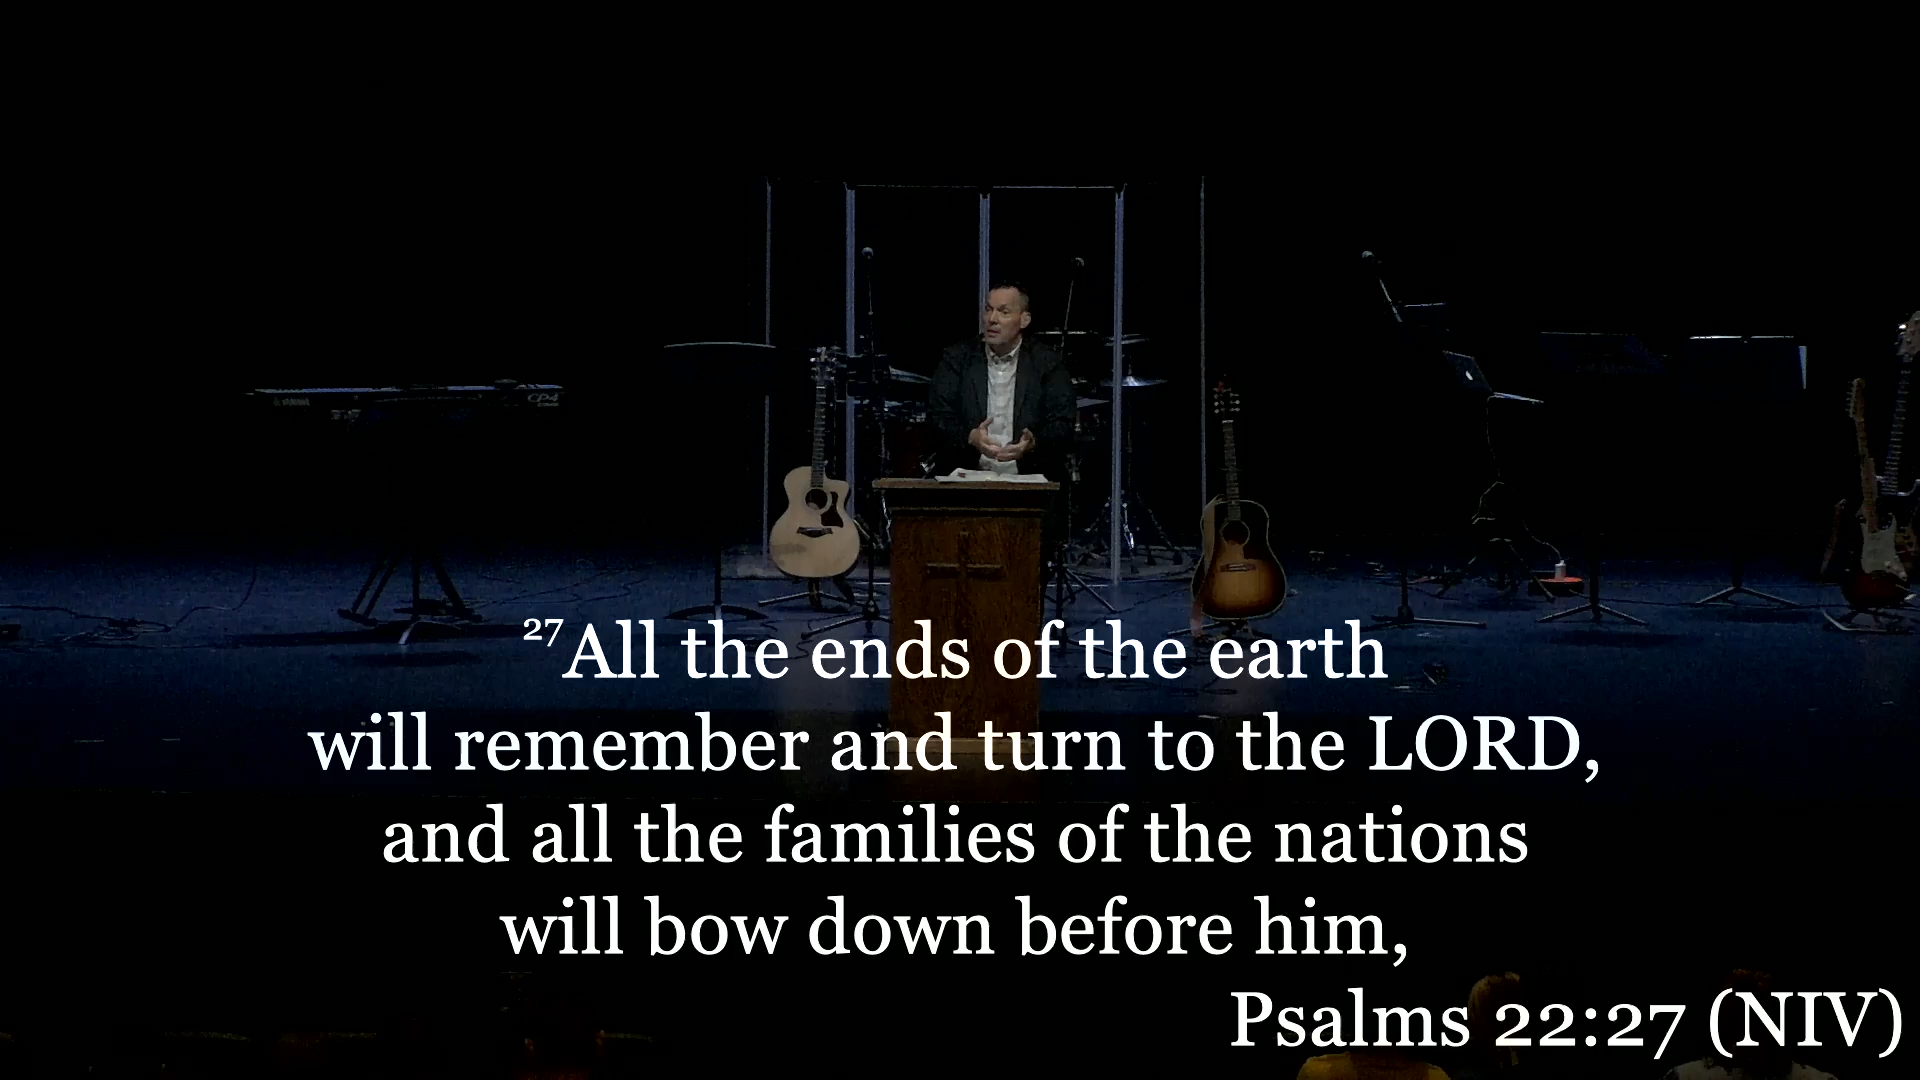 CP4
²⁷All the ends of the earth
will remember and turn to the LORD,
and all the families of the nations
will bow down before him,
Psalms 22:27 (NIV)